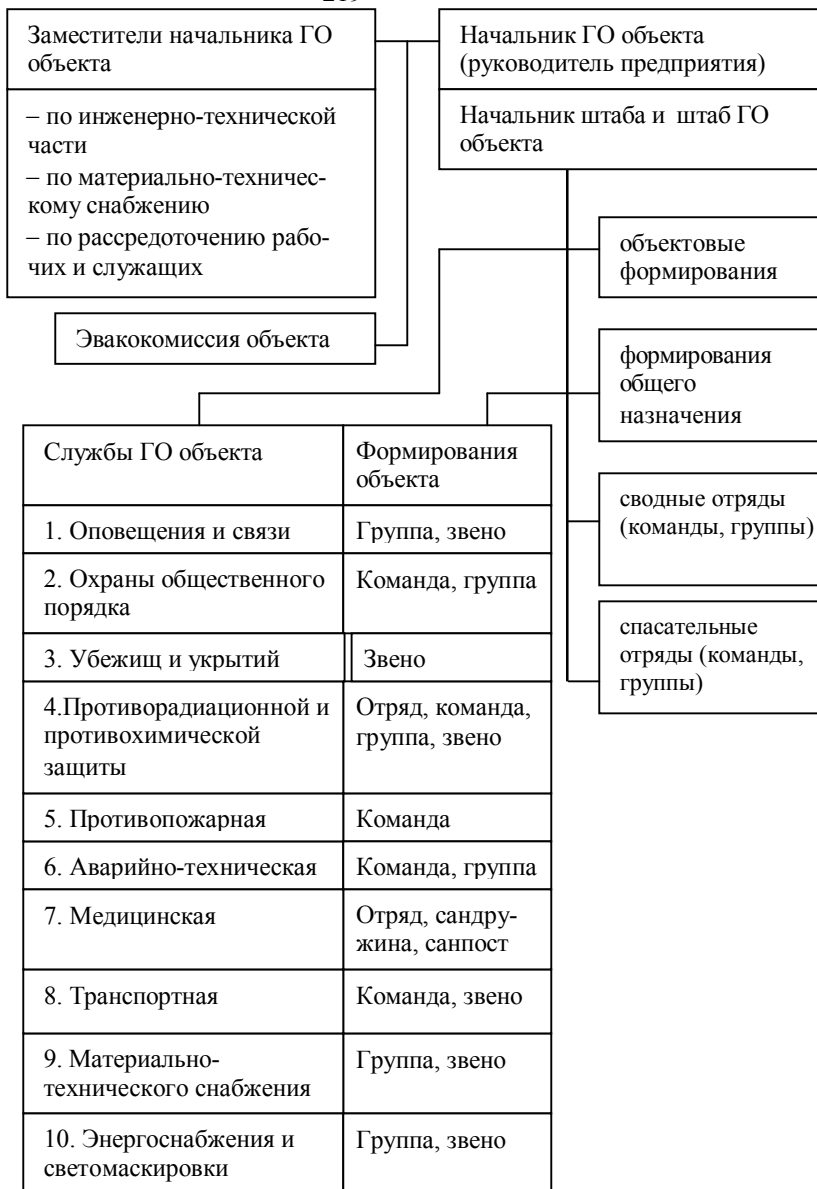 Заместители начальника ГО
объекта
– по инженерно-технической
части
– по материально-техничес-
кому снабжению
– по рассредоточению рабо-
чих и служащих
Начальник ГО объекта
(руководитель предприятия)
Начальник штаба и штаб ГО
объекта
Эвакокомиссия объекта
объектовые
формирования
формирования
общего
назначения
сводные отряды
(команды, группы)
спасательные
отряды (команды,
группы)
Службы ГО объекта
Формирования
объекта
1. Оповещения и связи
Группа, звено
2. Охраны общественного
порядка
Команда, группа
3. Убежищ и укрытий
Звено
4.Противорадиационной и
противохимической
защиты
Отряд, команда,
группа, звено
5. Противопожарная
Команда
6. Аварийно-техническая
Команда, группа
7. Медицинская
Отряд, сандру-
жина, санпост
8. Транспортная
Команда, звено
9. Материально-
технического снабжения
Группа, звено
10. Энергоснабжения и
светомаскировки
Группа, звено